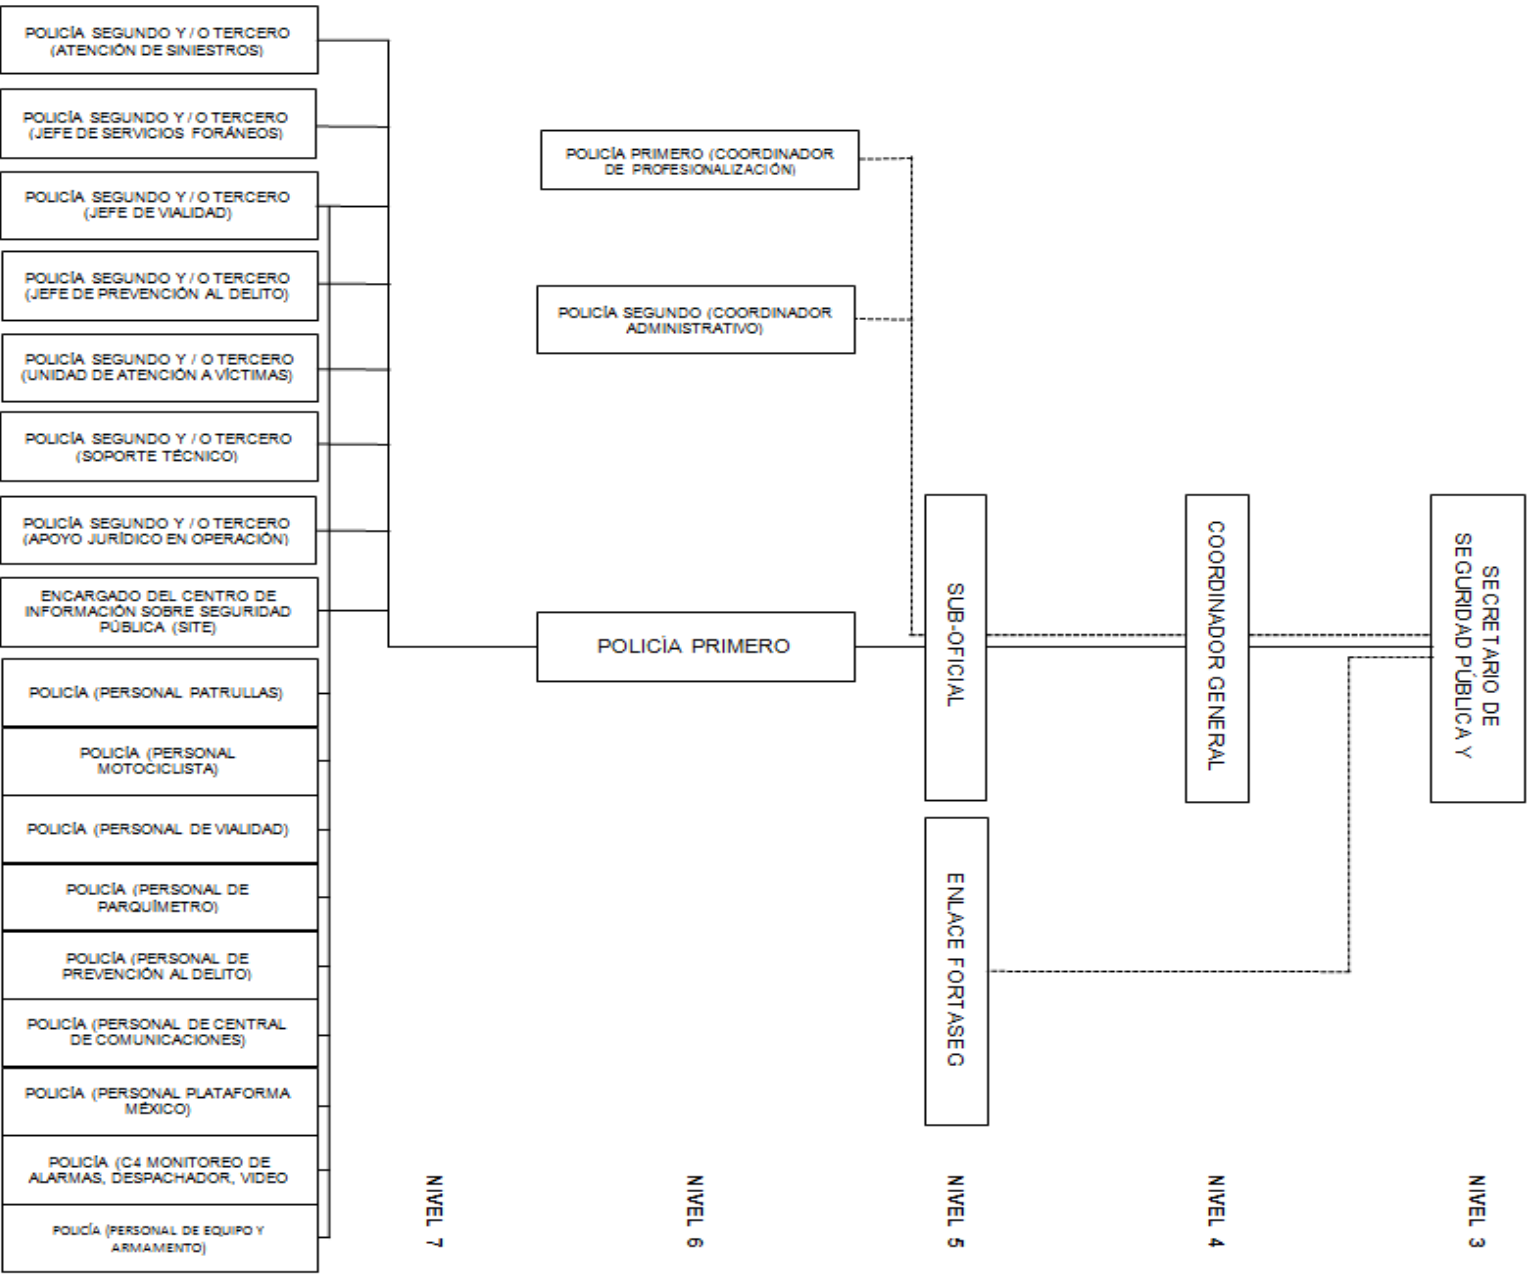 POLICÍA SEGUNDO Y / O TERCERO
(ATENCIÓN DE SINIESTROS)
POLICÍA SEGUNDO Y / O TERCERO
(JEFE DE SERVICIOS FORÁNEOS)
POLICÍA SEGUNDO Y / O TERCERO
(JEFE DE VIALIDAD)
POLICÍA SEGUNDO Y / O TERCERO
(JEFE DE PREVENCIÓN AL DELITO)
POLICÍA SEGUNDO Y / O TERCERO
(UNIDAD DE ATENCIÓN A VÍCTIMAS)
POLICÍA SEGUNDO Y / O TERCERO
(SOPORTE TÉCNICO)
POLICÍA SEGUNDO Y / O TERCERO
(APOYO JURÍDICO EN OPERACIÓN)
ENCARGADO DEL CENTRO DE
INFORMACIÓN SOBRE SEGURIDAD
PÚBLICA (SITE)
POLICÍA (PERSONAL PATRULLAS)
POLICÍA (PERSONAL
MOTOCICLISTA)
POLICÍA (PERSONAL DE VIALIDAD)
POLICÍA (PERSONAL DE
PARQUÍMETRO)
POLICÍA (PERSONAL DE
PREVENCIÓN AL DELITO)
POLICÍA (PERSONAL DE CENTRAL
DE COMUNICACIONES)
POLICÍA (PERSONAL PLATAFORMA
MÉXICO)
POLICÍA (C4 MONITOREO DE
ALARMAS, DESPACHADOR, VIDEO
POLICÍA (PERSONAL DE EQUIPO Y
ARMAMENTO)
POLICÍA PRIMERO (COORDINADOR
DE PROFESIONALIZACIÓN)
POLICÍA SEGUNDO (COORDINADOR
ADMINISTRATIVO)
POLICÌA PRIMERO
SUB-OFICIAL
ENLACE FORTASEG
COORDINADOR GENERAL
SECRETARIO DE
SEGURIDAD PÚBLICA Y
NIVEL 7
NIVEL 6
NIVEL 5
NIVEL 4
NIVEL 3